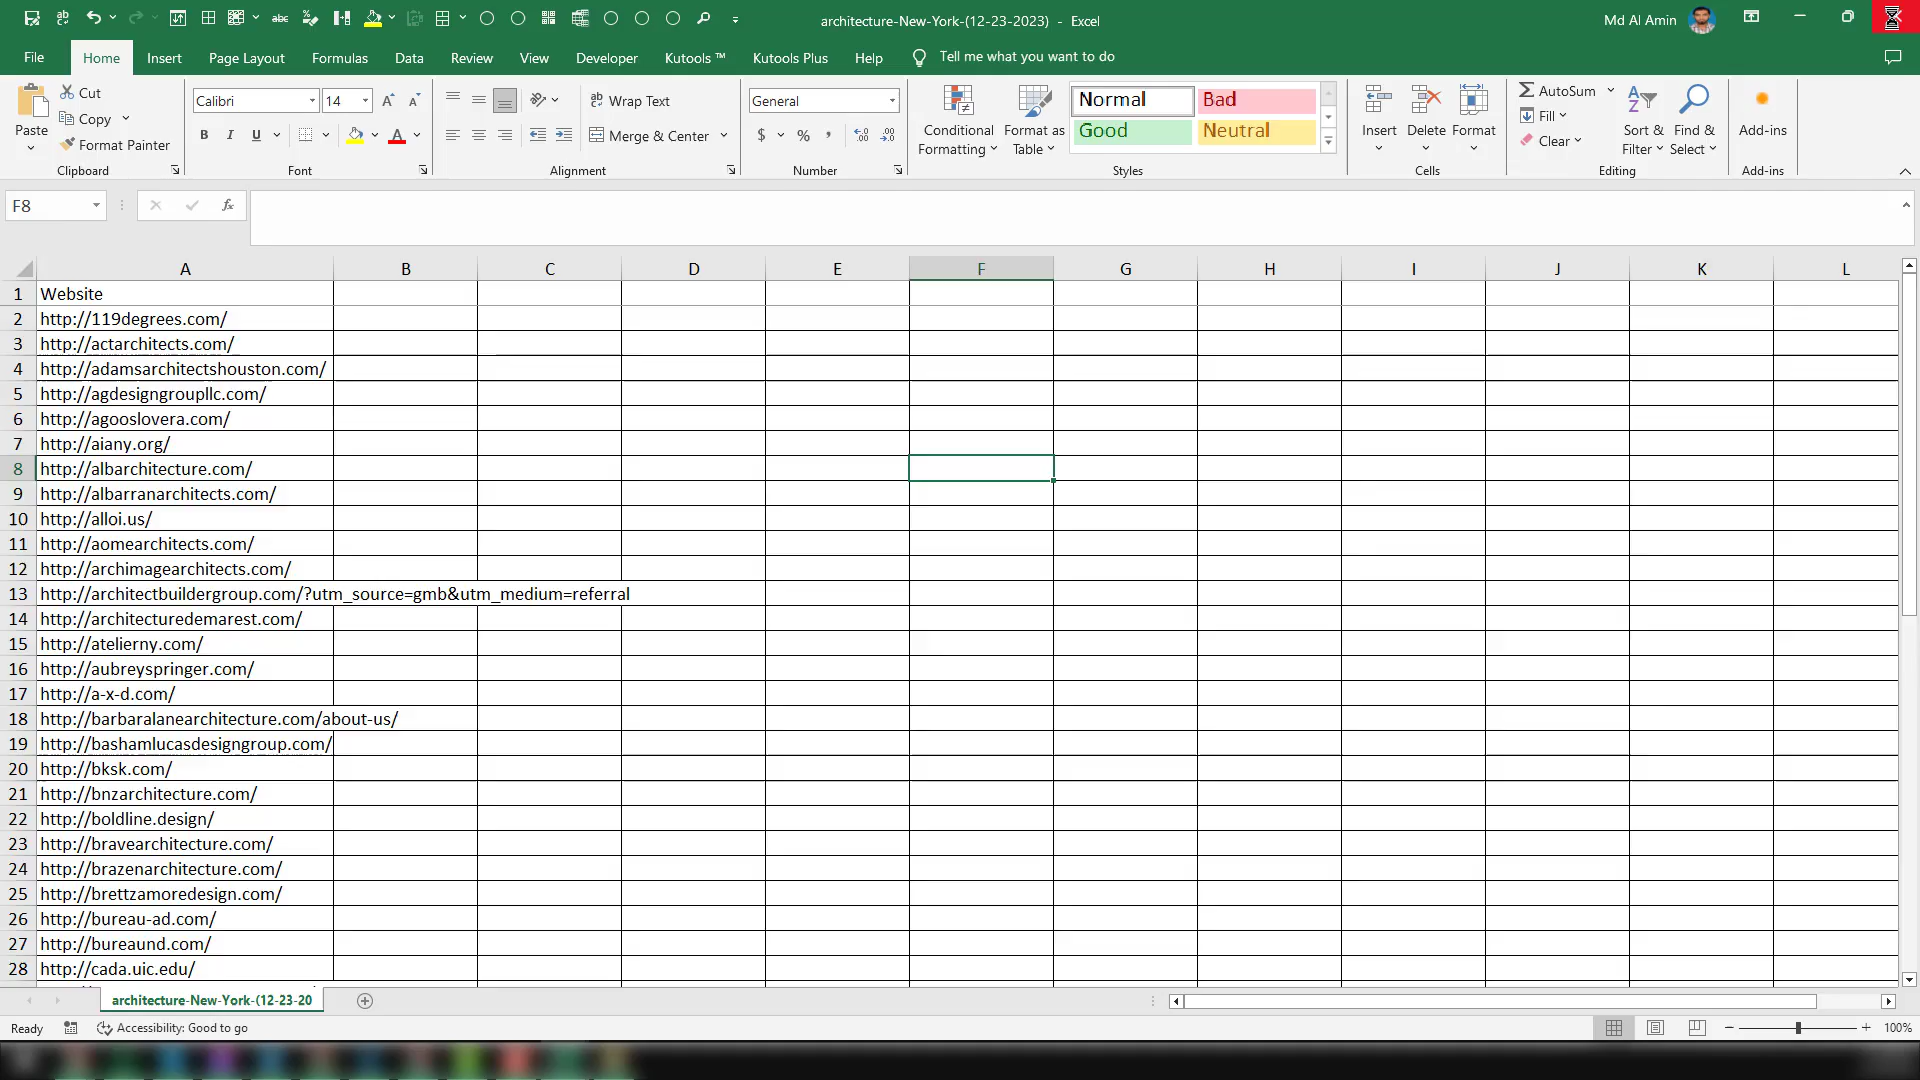 architecture-New-York-(12-23-2023) - Excel
Md Al Amin
File Home Insert Page Layout Formulas Data Review View Developer Kutools ™ Kutools Plus Help Tell me what you want to do
Paste
Cut
Copy
Format Painter
Clipboard
Calibri 14
B I U
Font
Wrap Text
Merge & Center
Alignment
General
$ % ,
Number
Conditional Formatting
Format as Table
Normal Bad
Good Neutral
Styles
Insert Delete Format
Cells
AutoSum
Fill
Clear
Sort & Filter
Find & Select
Editing
Add-ins
Add-ins
F8 fx
A B C D E F G H I J K L
1 Website
2 http://119degrees.com/
3 http://actarchitects.com/
4 http://adamsarchitectshouston.com/
5 http://agdesigngroupllc.com/
6 http://agooslovera.com/
7 http://aiany.org/
8 http://albarchitecture.com/
9 http://albarranarchitects.com/
10 http://alloi.us/
11 http://aomearchitects.com/
12 http://archimagearchitects.com/
13 http://architectbuildergroup.com/?utm_source=gmb&utm_medium=referral
14 http://architecturedemarest.com/
15 http://atelierny.com/
16 http://aubreyspringer.com/
17 http://a-x-d.com/
18 http://barbaralanearchitecture.com/about-us/
19 http://bashamlucasdesigngroup.com/
20 http://bksk.com/
21 http://bnzarchitecture.com/
22 http://boldline.design/
23 http://bravearchitecture.com/
24 http://brazenarchitecture.com/
25 http://brettzamoredesign.com/
26 http://bureau-ad.com/
27 http://bureaund.com/
28 http://cada.uic.edu/
architecture-New-York-(12-23-20
Ready Accessibility: Good to go 100%